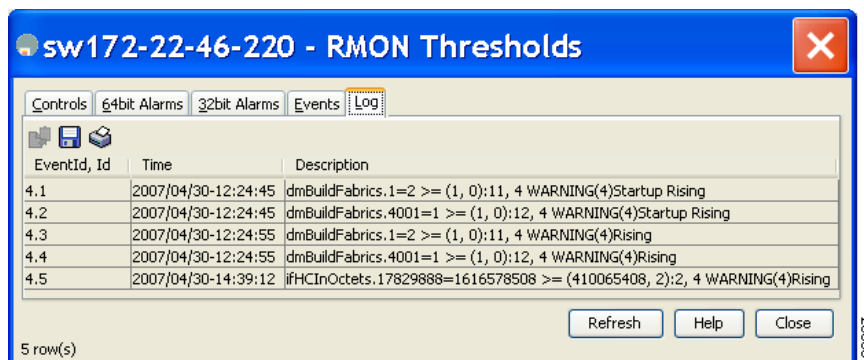 sw172-22-46-220 - RMON Thresholds
Controls 64bit Alarms 32bit Alarms Events Log
EventId, Id Time Description
4.1 2007/04/30-12:24:45 dmBuildFabrics.1=2 >= (1, 0):11, 4 WARNING(4)Startup Rising
4.2 2007/04/30-12:24:45 dmBuildFabrics.4001=1 >= (1, 0):12, 4 WARNING(4)Startup Rising
4.3 2007/04/30-12:24:55 dmBuildFabrics.1=2 >= (1, 0):11, 4 WARNING(4)Rising
4.4 2007/04/30-12:24:55 dmBuildFabrics.4001=1 >= (1, 0):12, 4 WARNING(4)Rising
4.5 2007/04/30-14:39:12 ifHCInOctets.17829888=1616578508 >= (410065408, 2):2, 4 WARNING(4)Rising
Refresh Help Close
5 row(s)